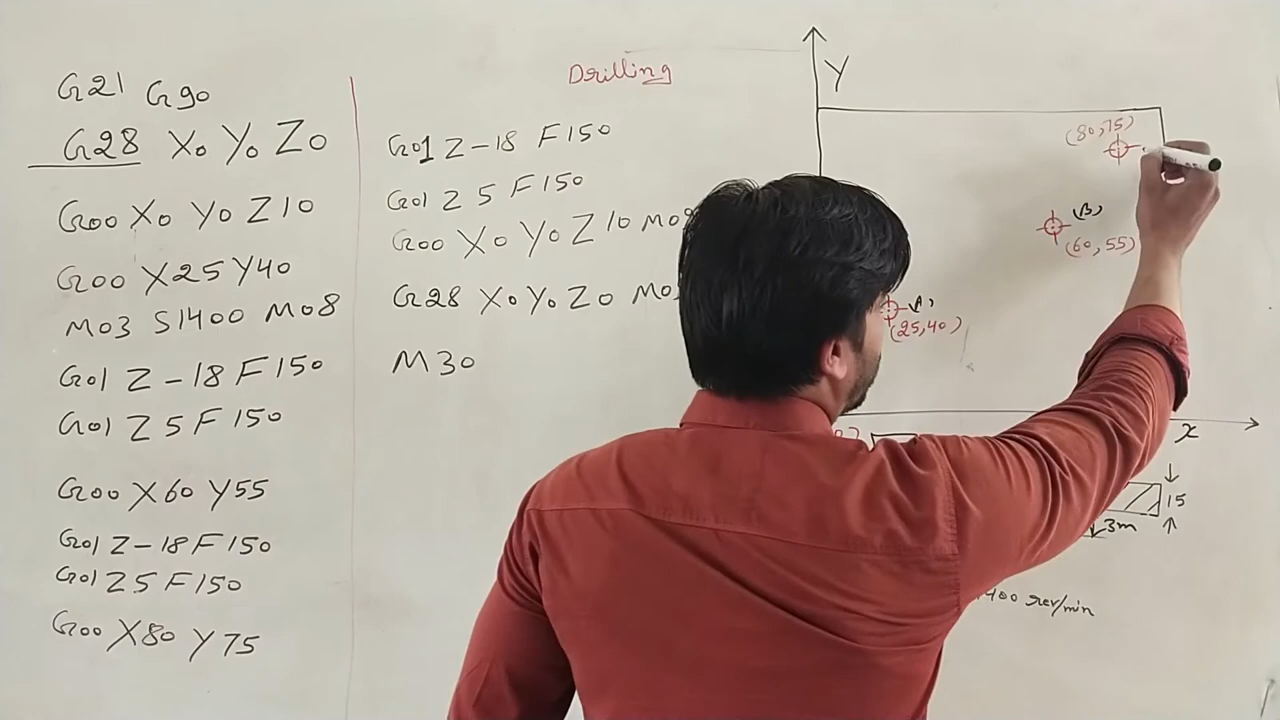 G21 G90
G28 X0 Y0 Z0
G00 X0 Y0 Z10
G00 X25 Y40
M03 S1400 M08
G01 Z-18 F150
G01 Z5 F150
G00 X60 Y55
G01 Z-18 F150
G01 Z5 F150
G00 X80 Y75
Drilling
G01 Z-18 F150
G01 Z5 F150
G00 X0 Y0 Z10
G28 X0 Y0 Z0
M30
Y
(80,75)
(B)
(60,55)
(A)
(25,40)
x
15
3m
rev/min